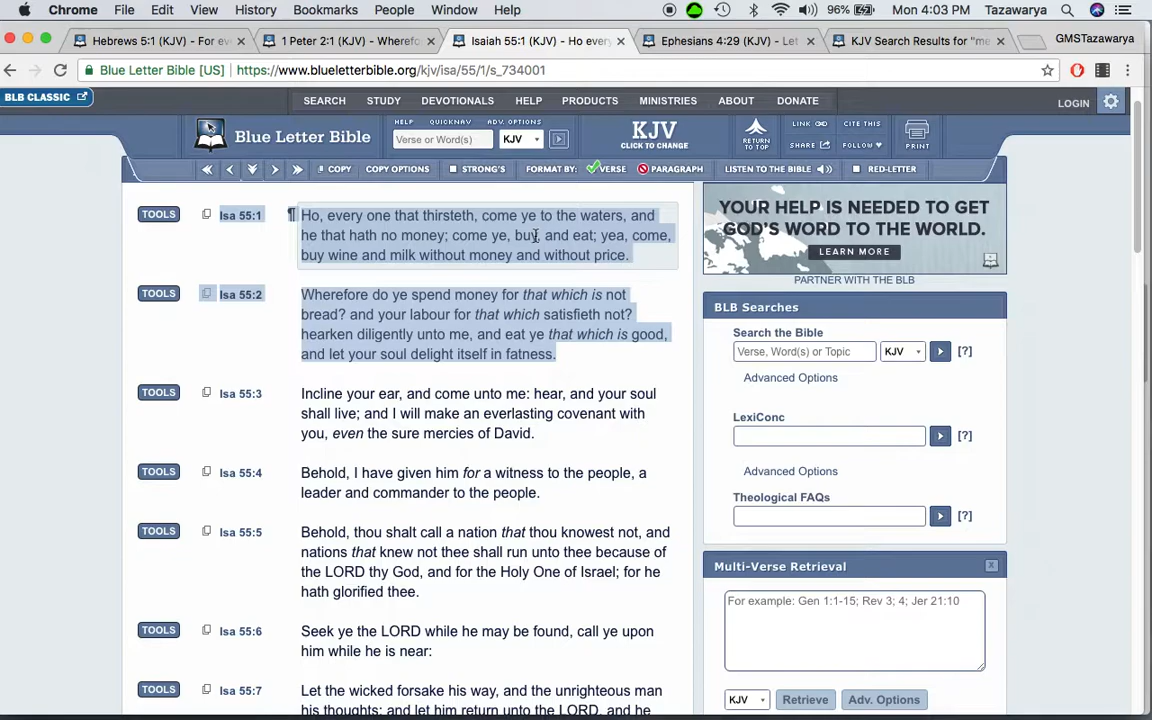 Chrome File Edit View History Bookmarks People Window Help 96% Mon 4:03 PM Tazawarya
Hebrews 5:1 (KJV) - For ev × 1 Peter 2:1 (KJV) - Wherefo × Isaiah 55:1 (KJV) - Ho every × Ephesians 4:29 (KJV) - Let × KJV Search Results for "me × GMSTazawarya
Blue Letter Bible [US] https://www.blueletterbible.org/kjv/isa/55/1/s_734001
BLB CLASSIC
SEARCH STUDY DEVOTIONALS HELP PRODUCTS MINISTRIES ABOUT DONATE LOGIN
Blue Letter Bible
HELP QUICKNAV ADV. OPTIONS
Verse or Word(s) KJV
KJV
CLICK TO CHANGE
RETURN
TO TOP
LINK CITE THIS
SHARE FOLLOW
PRINT
COPY COPY OPTIONS STRONG'S FORMAT BY: VERSE PARAGRAPH LISTEN TO THE BIBLE RED-LETTER
TOOLS Isa 55:1 ¶ Ho, every one that thirsteth, come ye to the waters, and
he that hath no money; come ye, buy, and eat; yea, come,
buy wine and milk without money and without price.
TOOLS Isa 55:2 Wherefore do ye spend money for that which is not
bread? and your labour for that which satisfieth not?
hearken diligently unto me, and eat ye that which is good,
and let your soul delight itself in fatness.
TOOLS Isa 55:3 Incline your ear, and come unto me: hear, and your soul
shall live; and I will make an everlasting covenant with
you, even the sure mercies of David.
TOOLS Isa 55:4 Behold, I have given him for a witness to the people, a
leader and commander to the people.
TOOLS Isa 55:5 Behold, thou shalt call a nation that thou knowest not, and
nations that knew not thee shall run unto thee because of
the LORD thy God, and for the Holy One of Israel; for he
hath glorified thee.
TOOLS Isa 55:6 Seek ye the LORD while he may be found, call ye upon
him while he is near:
TOOLS Isa 55:7 Let the wicked forsake his way, and the unrighteous man
his thoughts: and let him return unto the LORD, and he
YOUR HELP IS NEEDED TO GET
GOD'S WORD TO THE WORLD.
LEARN MORE
PARTNER WITH THE BLB
BLB Searches
Search the Bible
Verse, Word(s) or Topic KJV [?]
Advanced Options
LexiConc
[?]
Advanced Options
Theological FAQs
[?]
Multi-Verse Retrieval x
For example: Gen 1:1-15; Rev 3; 4; Jer 21:10
KJV Retrieve Adv. Options